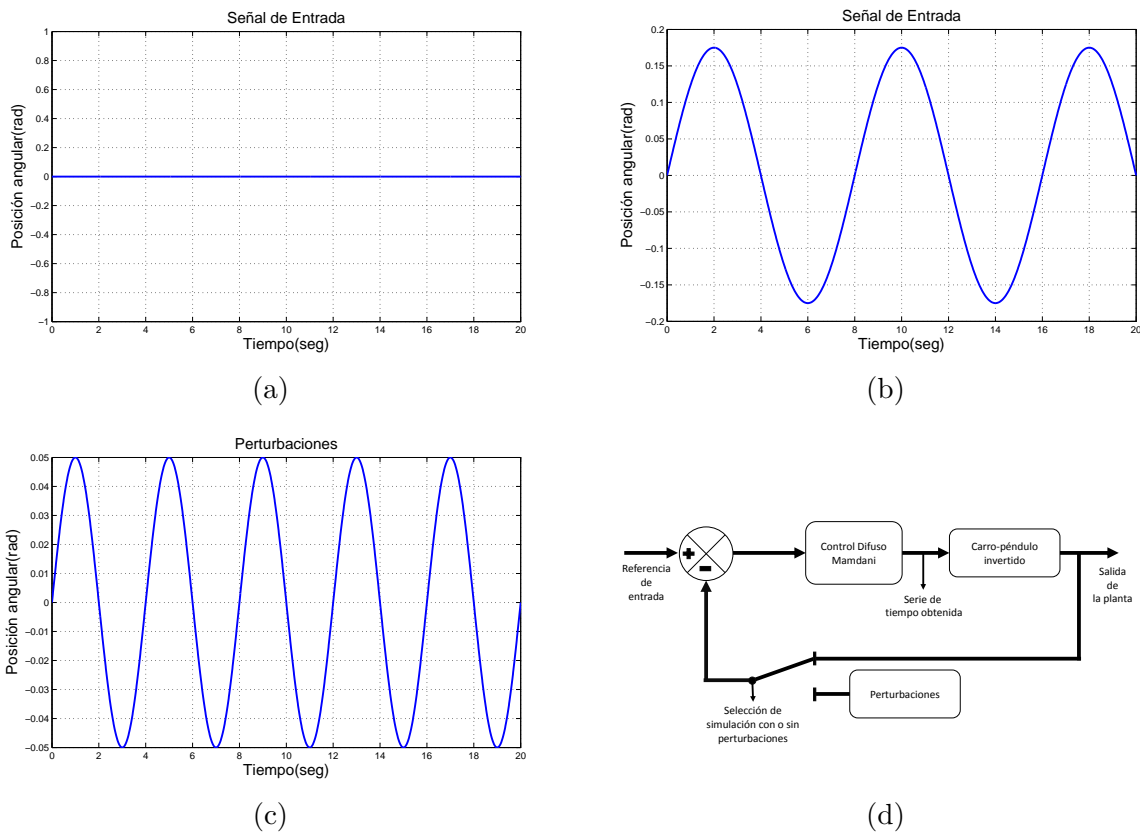 Señal de Entrada
1
0.8
0.6
0.4
0.2
0
−0.2
−0.4
−0.6
−0.8
−1
0 2 4 6 8 10 12 14 16 18 20
Posición angular(rad)
Tiempo(seg)
(a)
Señal de Entrada
0.2
0.15
0.1
0.05
0
−0.05
−0.1
−0.15
−0.2
0 2 4 6 8 10 12 14 16 18 20
Posición angular(rad)
Tiempo(seg)
(b)
Perturbaciones
0.05
0.04
0.03
0.02
0.01
0
−0.01
−0.02
−0.03
−0.04
−0.05
0 2 4 6 8 10 12 14 16 18 20
Posición angular(rad)
Tiempo(seg)
(c)
Referencia
de
entrada
+
−
Control Difuso
Mamdani
Carro-péndulo
invertido
Serie de
tiempo obtenida
Salida
de
la planta
Perturbaciones
Selección de
simulación con o sin
perturbaciones
(d)